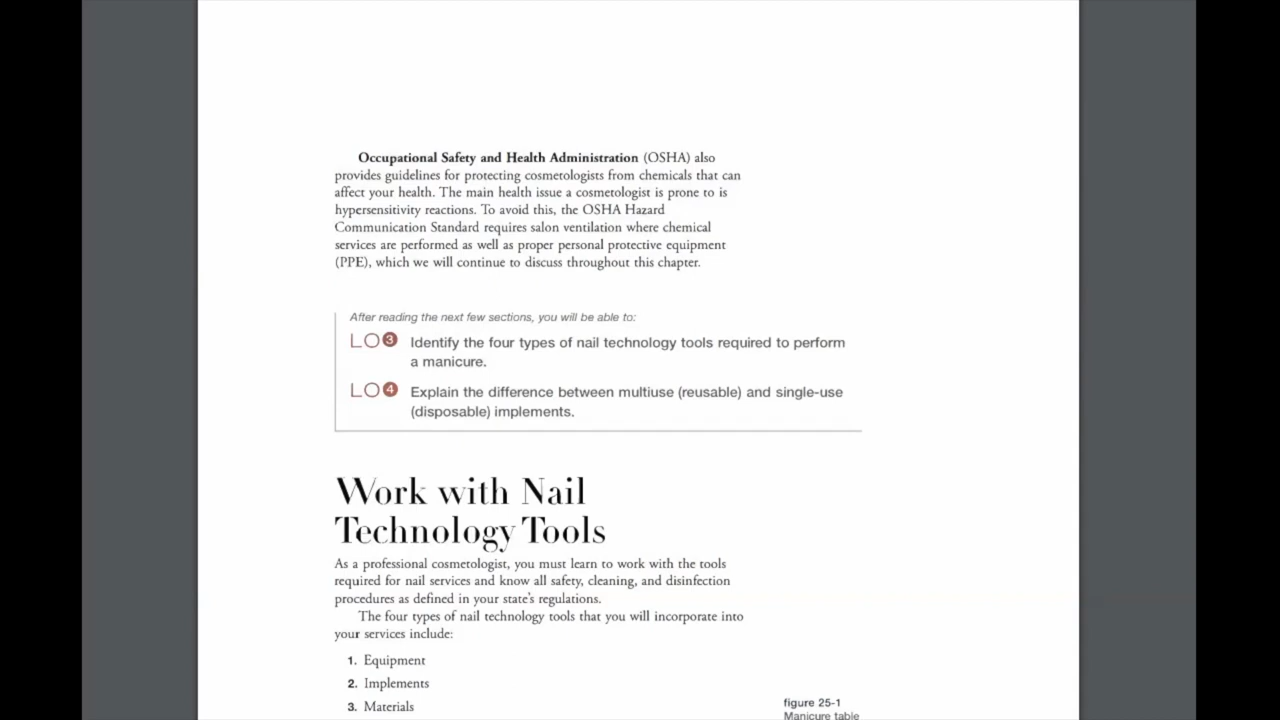 Occupational Safety and Health Administration (OSHA) also
provides guidelines for protecting cosmetologists from chemicals that can
affect your health. The main health issue a cosmetologist is prone to is
hypersensitivity reactions. To avoid this, the OSHA Hazard
Communication Standard requires salon ventilation where chemical
services are performed as well as proper personal protective equipment
(PPE), which we will continue to discuss throughout this chapter.
After reading the next few sections, you will be able to:
LO3 Identify the four types of nail technology tools required to perform
a manicure.
LO4 Explain the difference between multiuse (reusable) and single-use
(disposable) implements.
Work with Nail
Technology Tools
As a professional cosmetologist, you must learn to work with the tools
required for nail services and know all safety, cleaning, and disinfection
procedures as defined in your state's regulations.
The four types of nail technology tools that you will incorporate into
your services include:
1. Equipment
2. Implements
3. Materials
figure 25-1
Manicure table